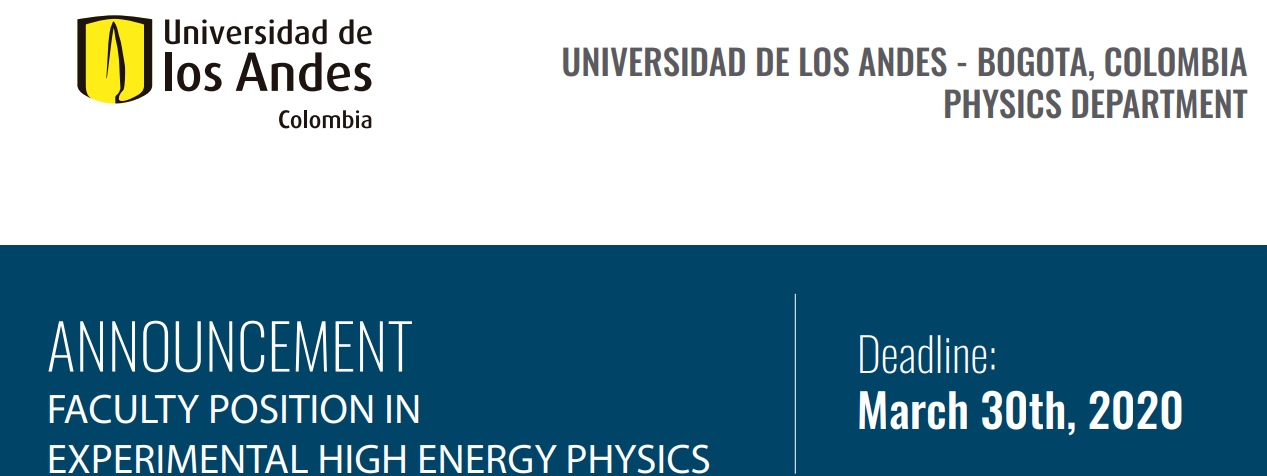 Universidad de
los Andes
Colombia
UNIVERSIDAD DE LOS ANDES - BOGOTA, COLOMBIA
PHYSICS DEPARTMENT
ANNOUNCEMENT
FACULTY POSITION IN
EXPERIMENTAL HIGH ENERGY PHYSICS
Deadline:
March 30th, 2020